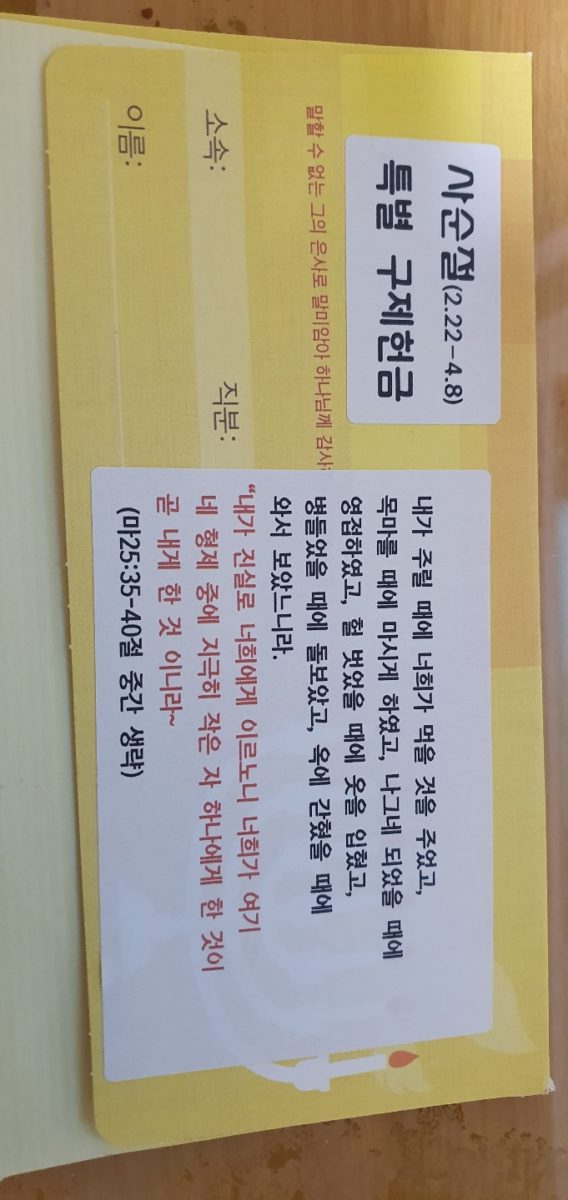 사순절(2.22-4.8)
특별 구제헌금
말할 수 없는 그의 은사로 말미암아 하나님께 감사
소속:
직분:
이름:
내가 주릴 때에 너희가 먹을 것을 주었고,
목마를 때에 마시게 하였고, 나그네 되었을 때에
영접하였고, 헐 벗었을 때에 옷을 입혔고,
병들었을 때에 돌보았고, 옥에 갇혔을 때에
와서 보았느니라.
“내가 진실로 너희에게 이르노니 너희가 여기
네 형제 중에 지극히 작은 자 하나에게 한 것이
곧 내게 한 것 이니라~
(마25:35-40절 중간 생략)